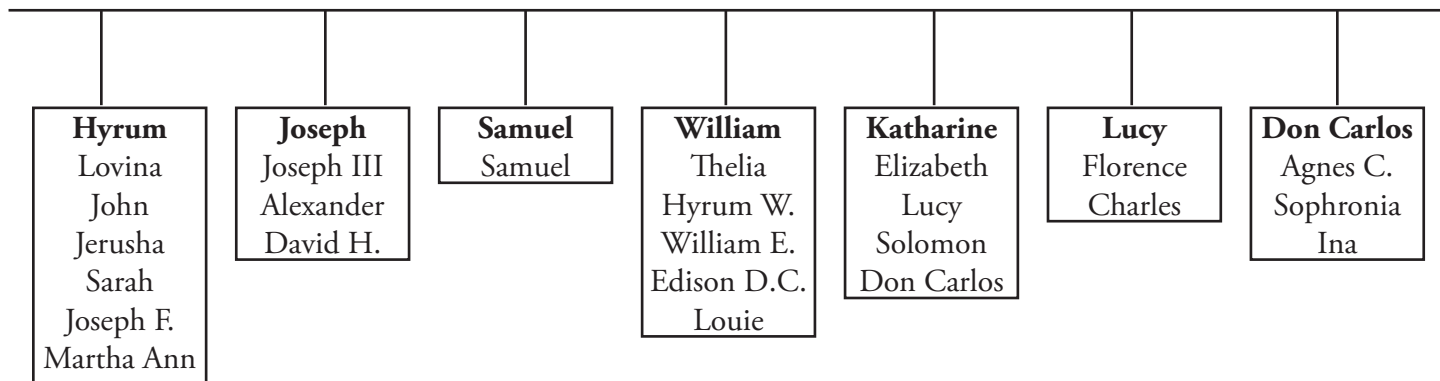 Hyrum
Lovina
John
Jerusha
Sarah
Joseph F.
Martha Ann
Joseph
Joseph III
Alexander
David H.
Samuel
Samuel
William
Thelia
Hyrum W.
William E.
Edison D.C.
Louie
Katharine
Elizabeth
Lucy
Solomon
Don Carlos
Lucy
Florence
Charles
Don Carlos
Agnes C.
Sophronia
Ina